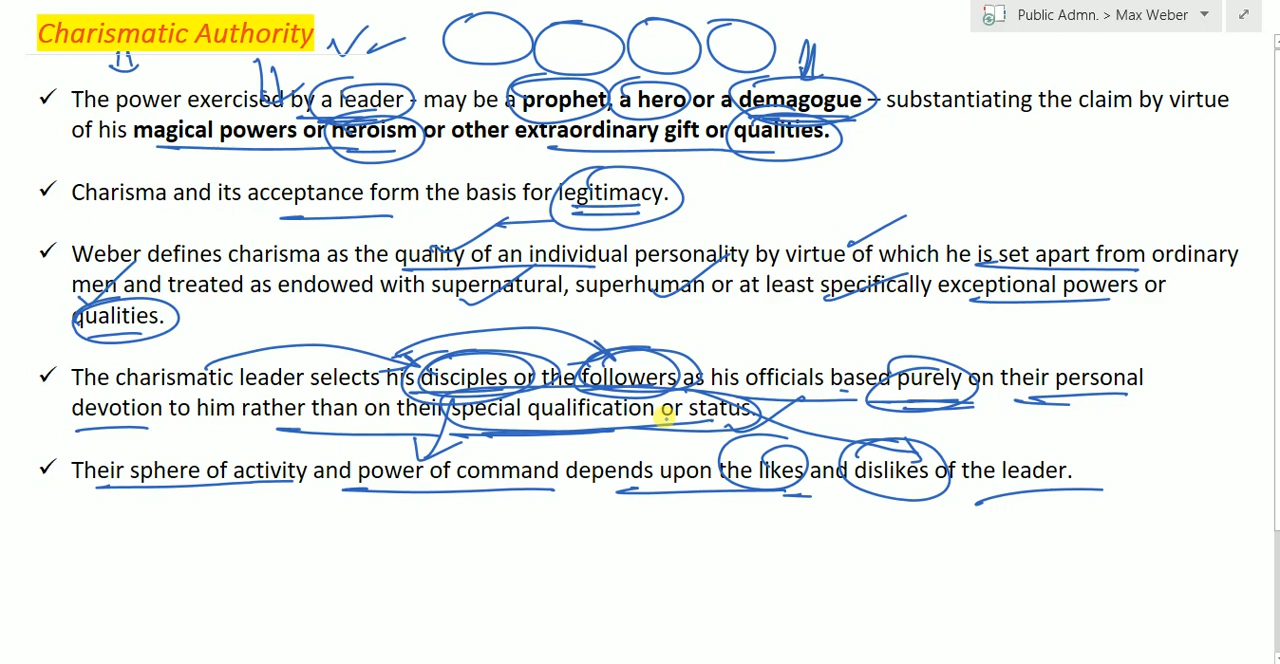 Public Admn. > Max Weber
Charismatic Authority
✓ The power exercised by a leader - may be a prophet, a hero or a demagogue – substantiating the claim by virtue
of his magical powers or heroism or other extraordinary gift or qualities.
✓ Charisma and its acceptance form the basis for legitimacy.
✓ Weber defines charisma as the quality of an individual personality by virtue of which he is set apart from ordinary
men and treated as endowed with supernatural, superhuman or at least specifically exceptional powers or
qualities.
✓ The charismatic leader selects his disciples or the followers as his officials based purely on their personal
devotion to him rather than on their special qualification or status.
✓ Their sphere of activity and power of command depends upon the likes and dislikes of the leader.